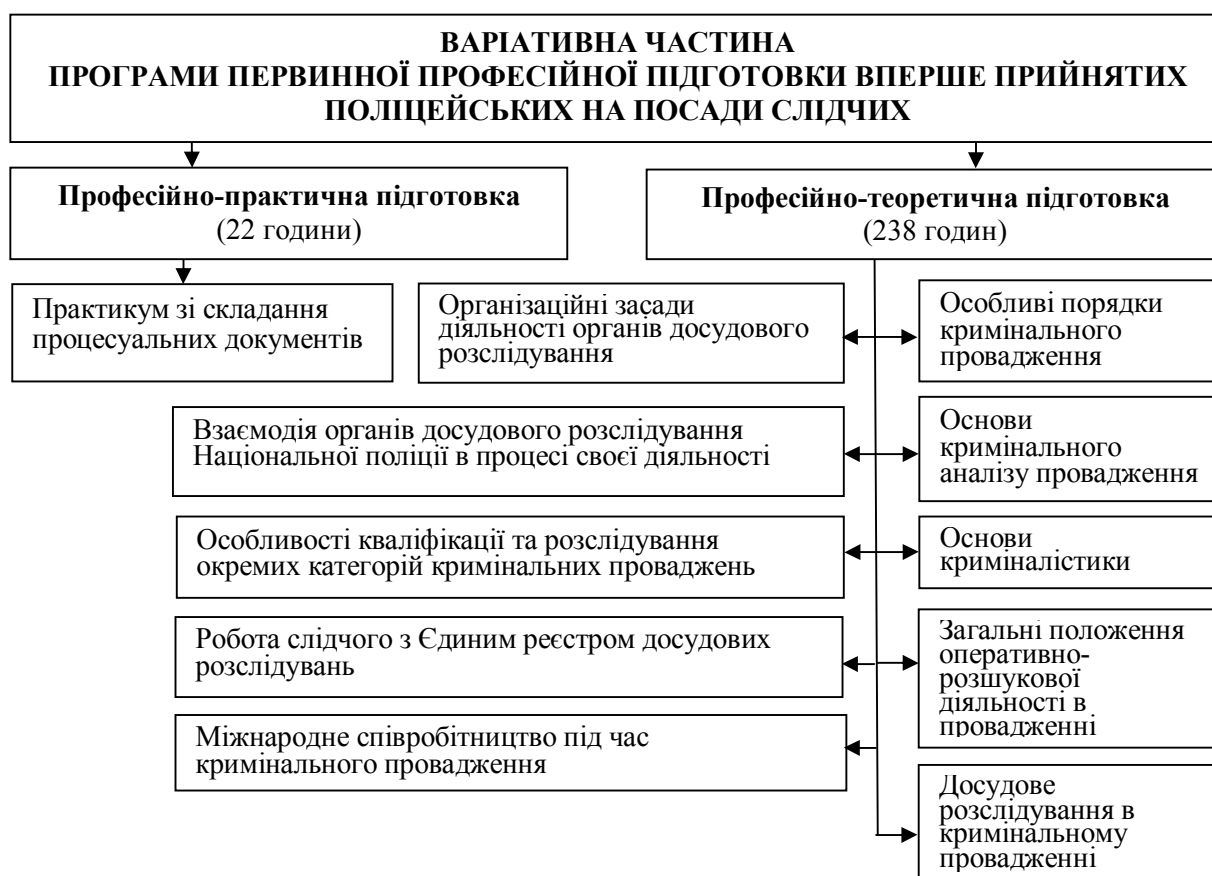 ВАРІАТИВНА ЧАСТИНА
ПРОГРАМИ ПЕРВИННОЇ ПРОФЕСІЙНОЇ ПІДГОТОВКИ ВПЕРШЕ ПРИЙНЯТИХ
ПОЛІЦЕЙСЬКИХ НА ПОСАДИ СЛІДЧИХ
Професійно-практична підготовка
(22 години)
Професійно-теоретична підготовка
(238 годин)
Практикум зі складання
процесуальних документів
Організаційні засади
діяльності органів досудового
розслідування
Особливі порядки
кримінального
провадження
Взаємодія органів досудового розслідування
Національної поліції в процесі своєї діяльності
Основи
кримінального
аналізу провадження
Особливості кваліфікації та розслідування
окремих категорій кримінальних проваджень
Основи
криміналістики
Робота слідчого з Єдиним реєстром досудових
розслідувань
Загальні положення
оперативно-
розшукової
діяльності в
провадженні
Міжнародне співробітництво під час
кримінального провадження
Досудове
розслідування в
кримінальному
провадженні